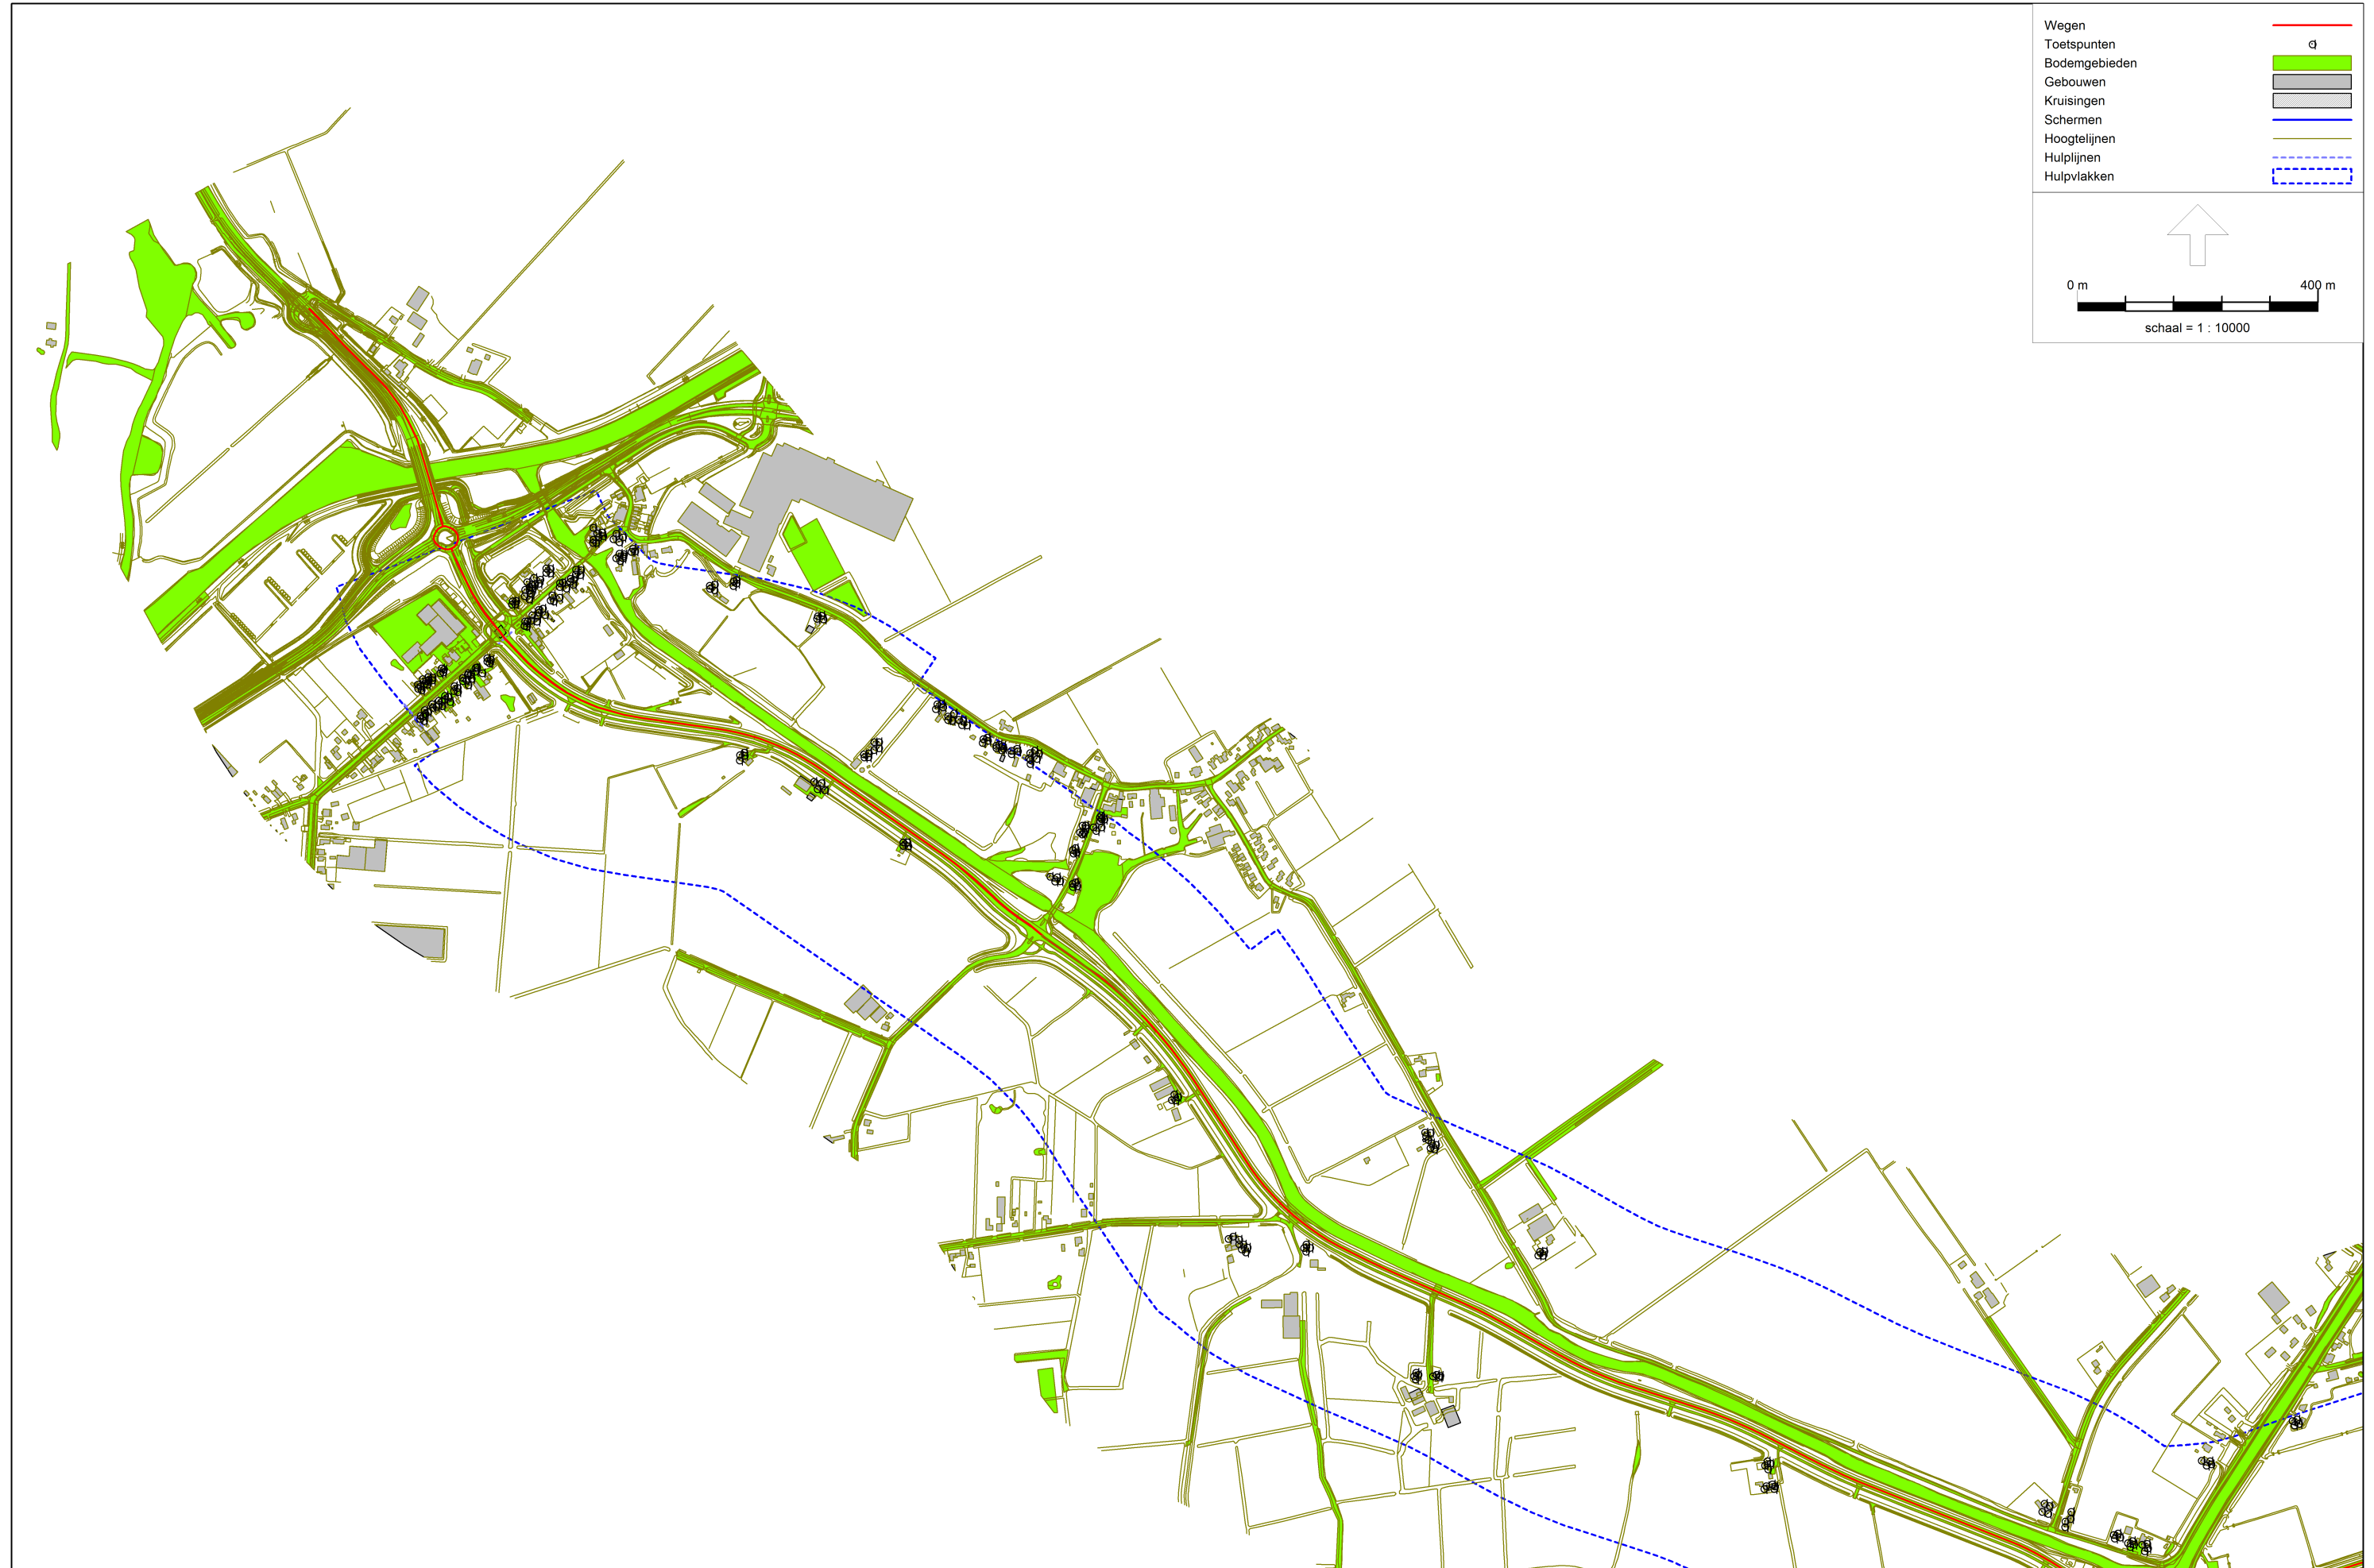 Wegen
Toetspunten
Bodemgebieden
Gebouwen
Kruisingen
Schermen
Hoogtelijnen
Hulplijnen
Hulpvlakken
0 m 400 m
schaal = 1 : 10000